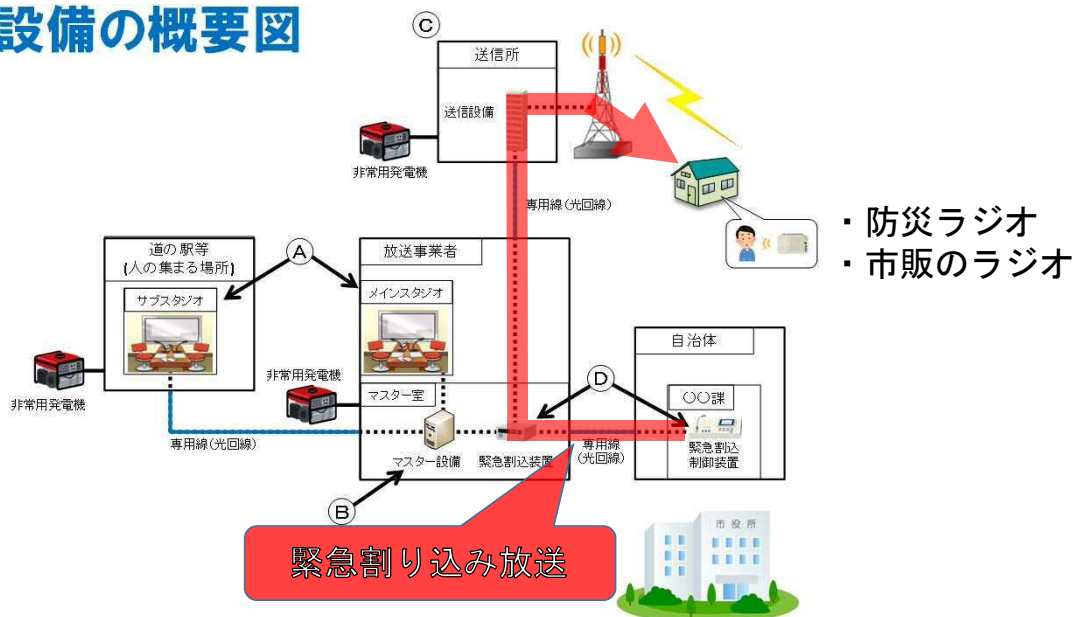 設備の概要図
Ⓒ
送信所
送信設備
非常用発電機
専用線(光回線)
・防災ラジオ
・市販のラジオ
道の駅等
(人の集まる場所)
サブスタジオ
Ⓐ
放送事業者
メインスタジオ
非常用発電機
専用線(光回線)
非常用発電機
マスター室
マスター設備
緊急割込装置
Ⓑ
Ⓓ
専用線
(光回線)
自治体
〇〇課
緊急割込
制御装置
緊急割り込み放送
市役所